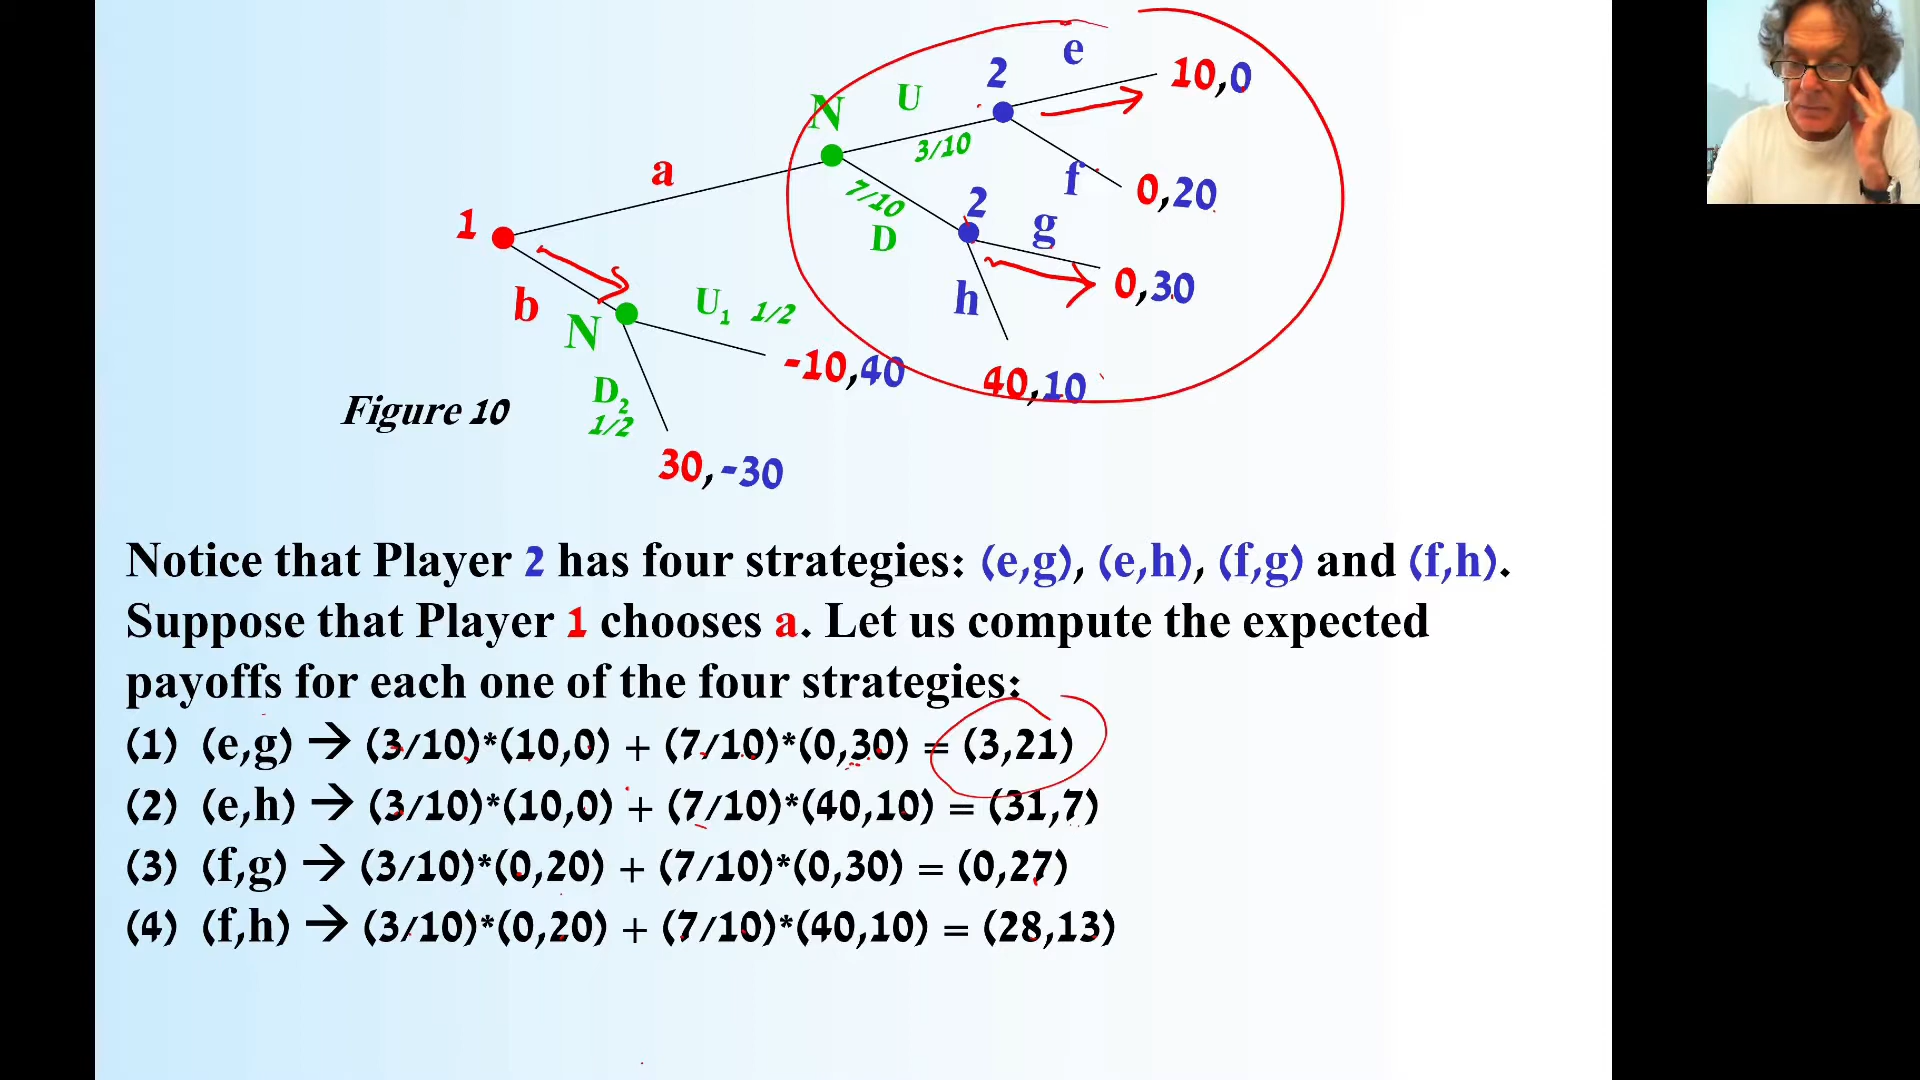 e
2
10,0
N
U
3/10
f
0,20
a
7/10
2
D
g
1
h
0,30
b
N
U₁ 1/2
-10,40
40,10
D₂
1/2
Figure 10
30,-30
Notice that Player 2 has four strategies: (e,g), (e,h), (f,g) and (f,h).
Suppose that Player 1 chooses a. Let us compute the expected
payoffs for each one of the four strategies:
(1) (e,g) → (3/10)*(10,0) + (7/10)*(0,30) = (3,21)
(2) (e,h) → (3/10)*(10,0) + (7/10)*(40,10) = (31,7)
(3) (f,g) → (3/10)*(0,20) + (7/10)*(0,30) = (0,27)
(4) (f,h) → (3/10)*(0,20) + (7/10)*(40,10) = (28,13)